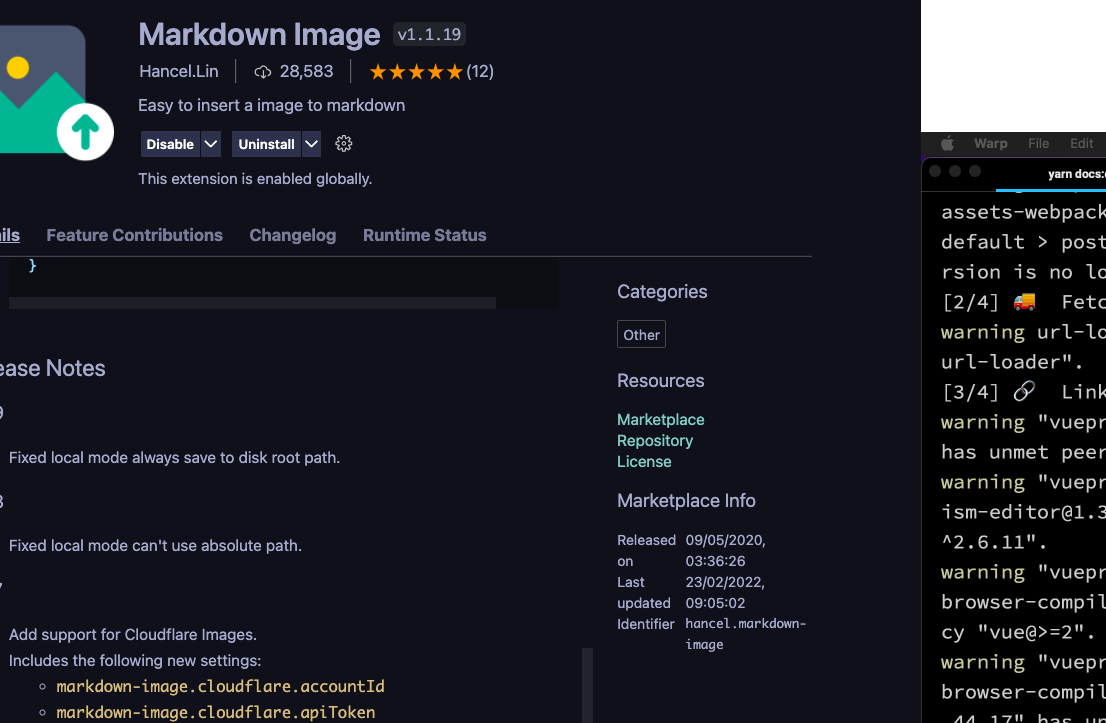 Markdown Image v1.1.19
Hancel.Lin
28,583
(12)
Easy to insert a image to markdown
Disable
Uninstall
This extension is enabled globally.
ils
Feature Contributions
Changelog
Runtime Status
}
ease Notes
9
Fixed local mode always save to disk root path.
8
Fixed local mode can't use absolute path.
7
Add support for Cloudflare Images.
Includes the following new settings:
markdown-image.cloudflare.accountId
markdown-image.cloudflare.apiToken
Categories
Other
Resources
Marketplace
Repository
License
Marketplace Info
Released on 09/05/2020, 03:36:26
Last updated 23/02/2022, 09:05:02
Identifier hancel.markdown-image
Warp File Edit
yarn docs:
assets-webpack
default > post
rsion is no lo
[2/4] 🚚 Fetc
warning url-lo
url-loader".
[3/4] 🔗 Link
warning "vuepr
has unmet peer
warning "vuepr
ism-editor@1.3
^2.6.11".
warning "vuepr
browser-compil
cy "vue@>=2".
warning "vuepr
browser-compil
.44.17" has u